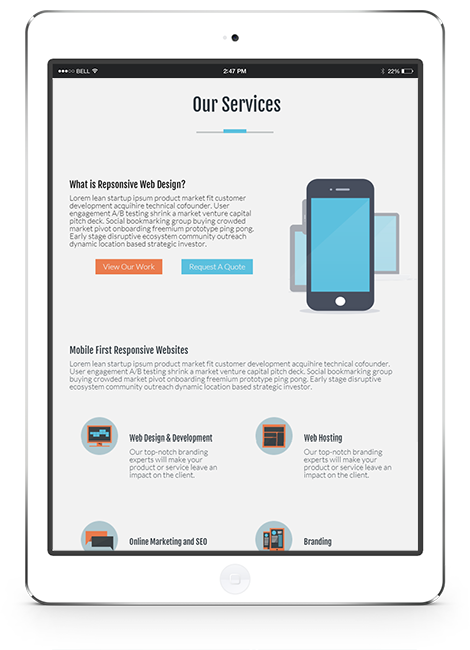 BELL 2:47 PM 22%
Our Services
What is Repsonsive Web Design?
Lorem lean startup ipsum product market fit customer
development acquihire technical cofounder. User
engagement A/B testing shrink a market venture capital
pitch deck. Social bookmarking group buying crowded
market pivot onboarding freemium prototype ping pong.
Early stage disruptive ecosystem community outreach
dynamic location based strategic investor.
View Our Work Request A Quote
Mobile First Responsive Websites
Lorem lean startup ipsum product market fit customer development acquihire technical cofounder.
User engagement A/B testing shrink a market venture capital pitch deck. Social bookmarking group
buying crowded market pivot onboarding freemium prototype ping pong. Early stage disruptive
ecosystem community outreach dynamic location based strategic investor.
Web Design & Development
Our top-notch branding
experts will make your
product or service leave an
impact on the client.
Web Hosting
Our top-notch branding
experts will make your
product or service leave an
impact on the client.
Online Marketing and SEO
Branding